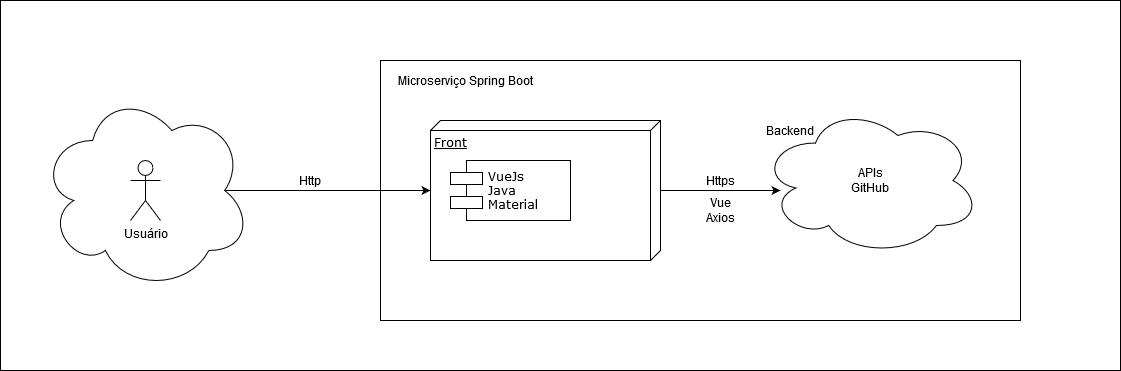 Microserviço Spring Boot
Usuário
Http
Front
VueJs
Java
Material
Https
Vue
Axios
Backend
APIs
GitHub